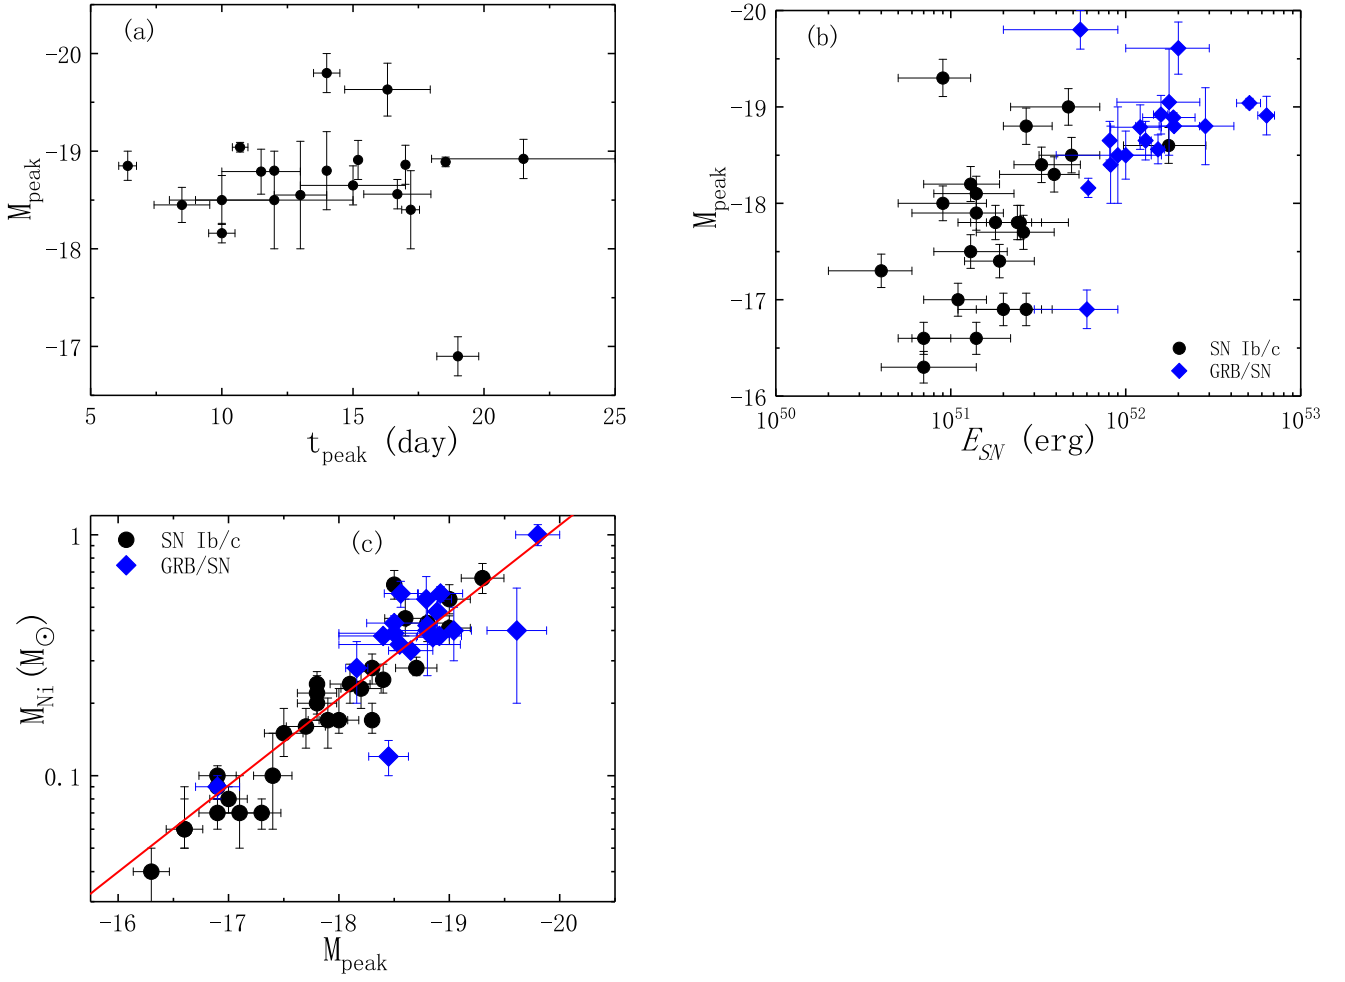 (a)
-20
-19
-18
-17
M_peak
5 10 15 20 25
t_peak (day)
(b)
-20
-19
-18
-17
-16
M_peak
SN Ib/c
GRB/SN
10^50 10^51 10^52 10^53
E_SN (erg)
SN Ib/c
GRB/SN
(c)
1
0.1
M_Ni (M_⊙)
-16 -17 -18 -19 -20
M_peak